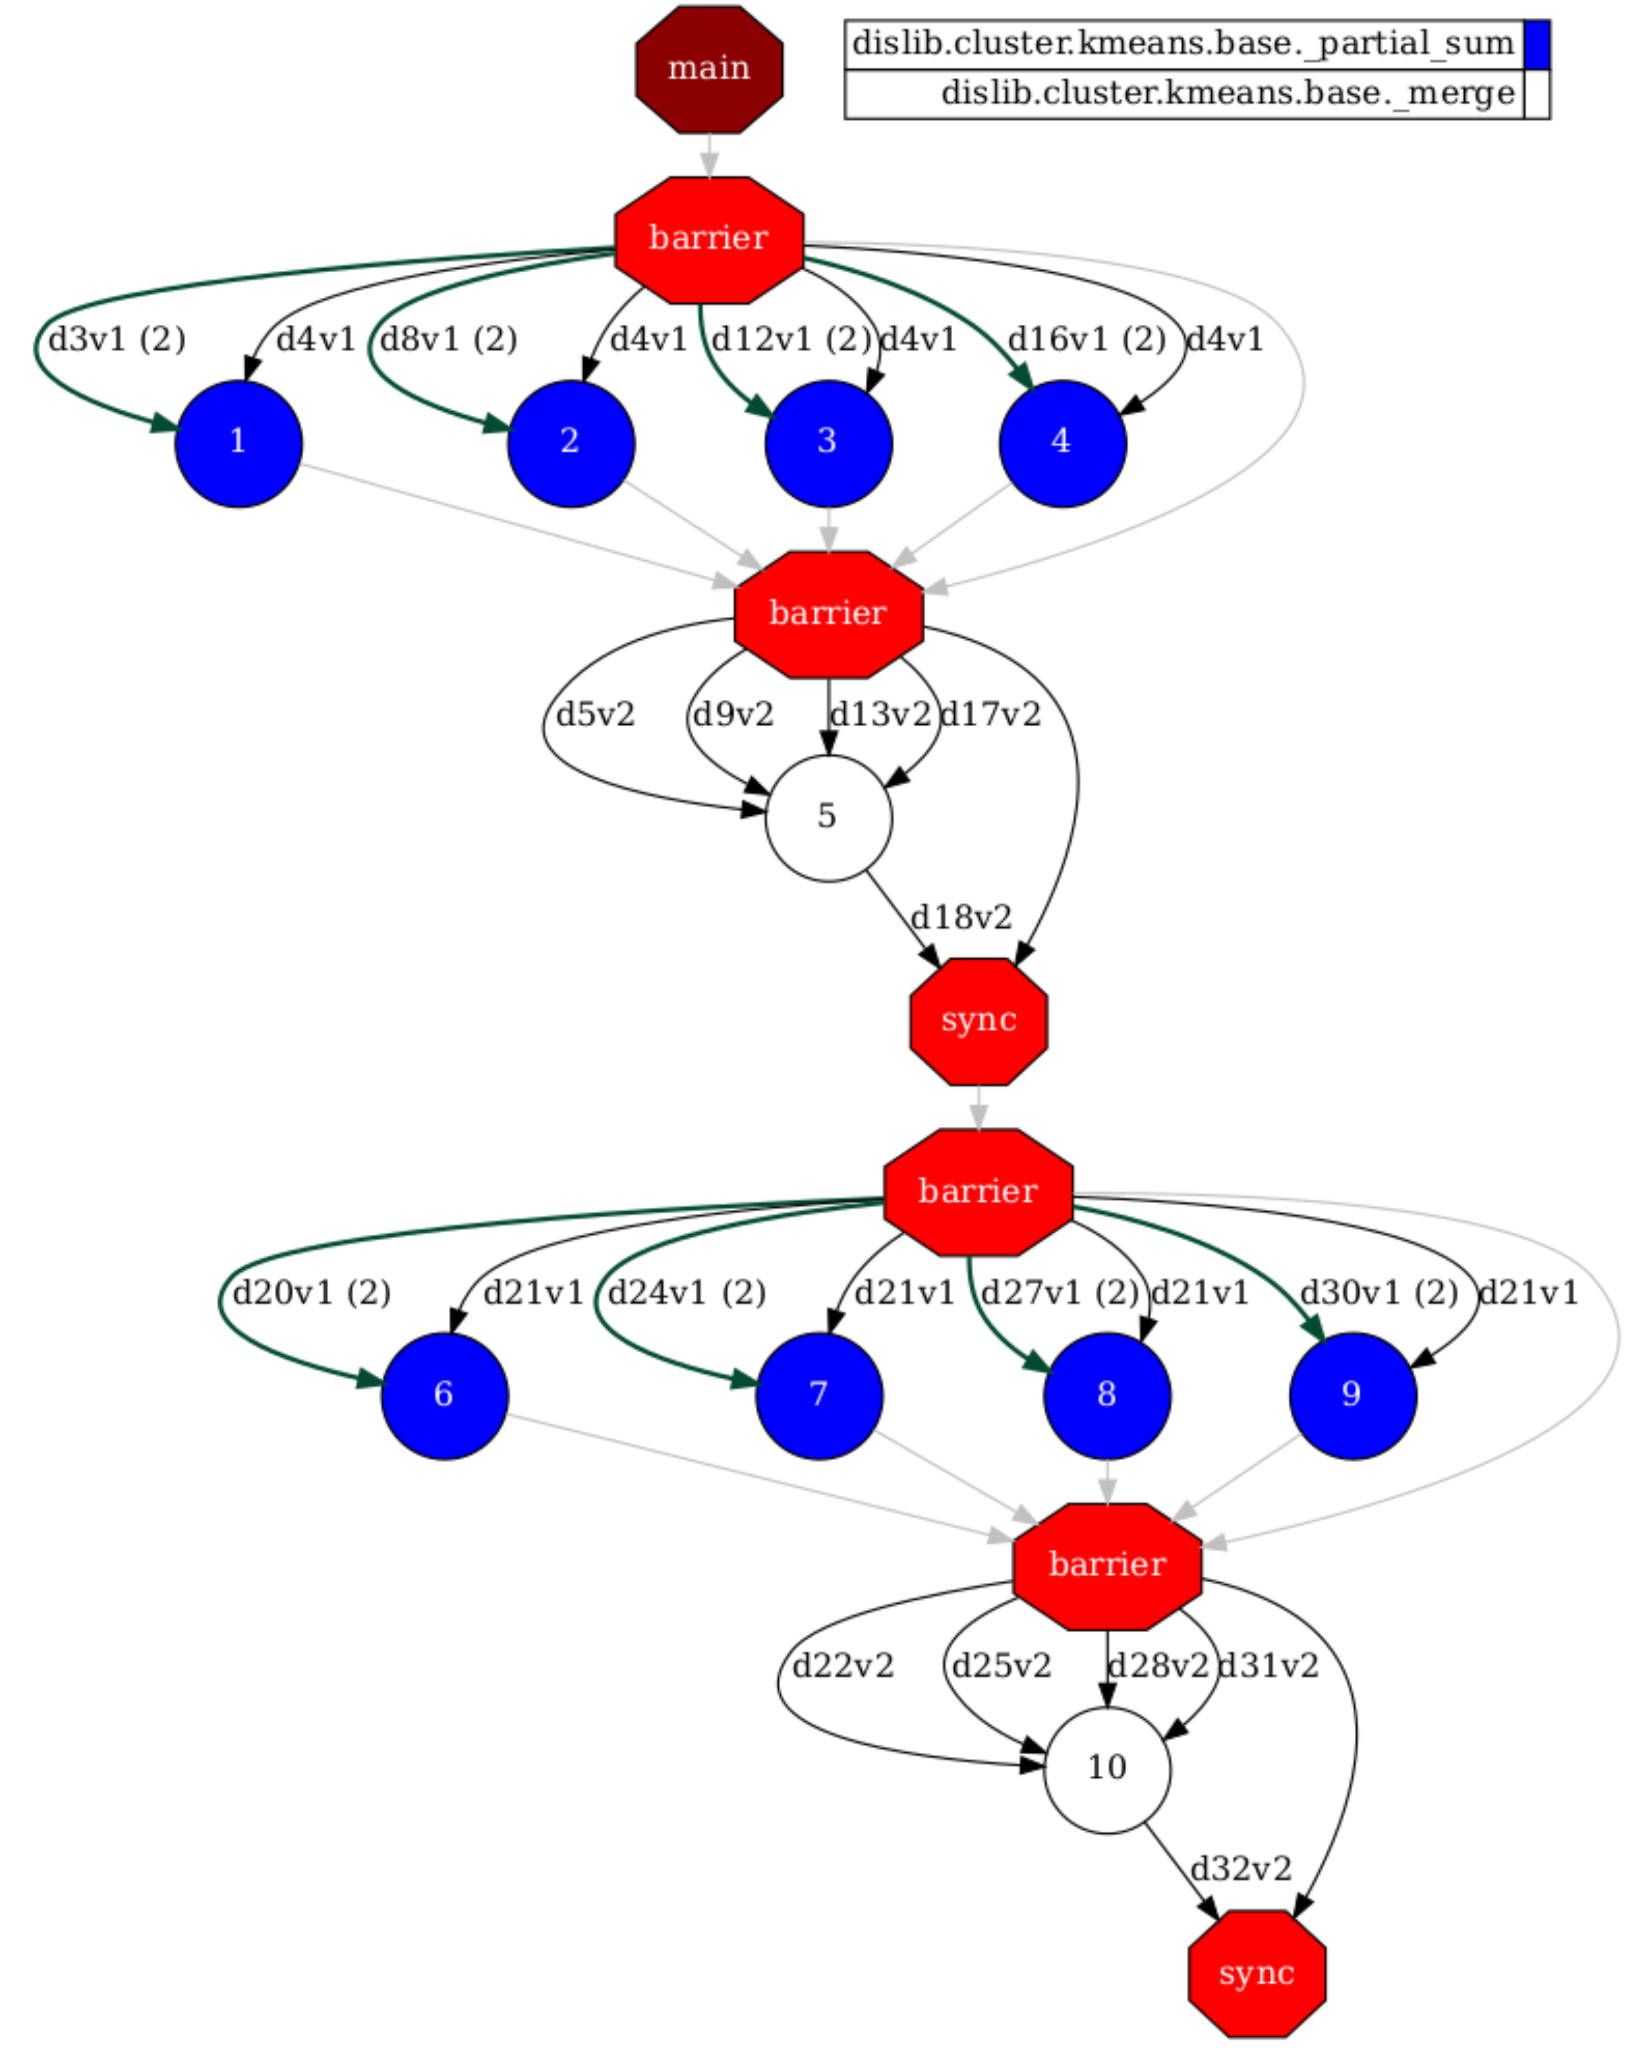 main
dislib.cluster.kmeans.base._partial_sum
dislib.cluster.kmeans.base._merge
barrier
d3v1 (2)
d4v1
d8v1 (2)
d4v1
d12v1 (2)
d4v1
d16v1 (2)
d4v1
1
2
3
4
barrier
d5v2
d9v2
d13v2
d17v2
5
d18v2
sync
barrier
d20v1 (2)
d21v1
d24v1 (2)
d21v1
d27v1 (2)
d21v1
d30v1 (2)
d21v1
6
7
8
9
barrier
d22v2
d25v2
d28v2
d31v2
10
d32v2
sync